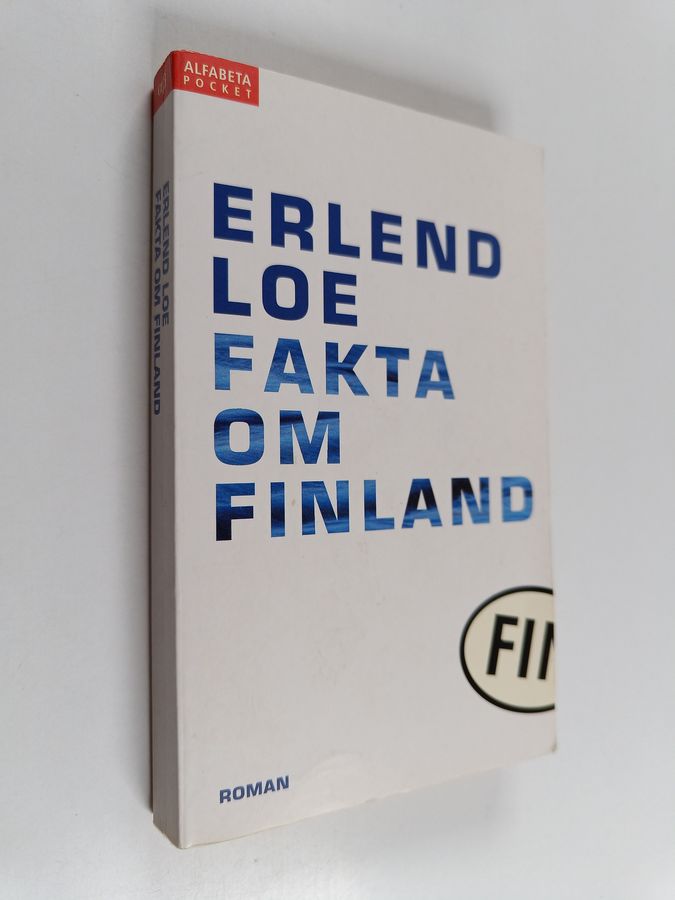 ALFABETA
POCKET
ERLEND LOE
FAKTA OM FINLAND
ERLEND
LOE
FAKTA
OM
FINLAND
FIN
ROMAN